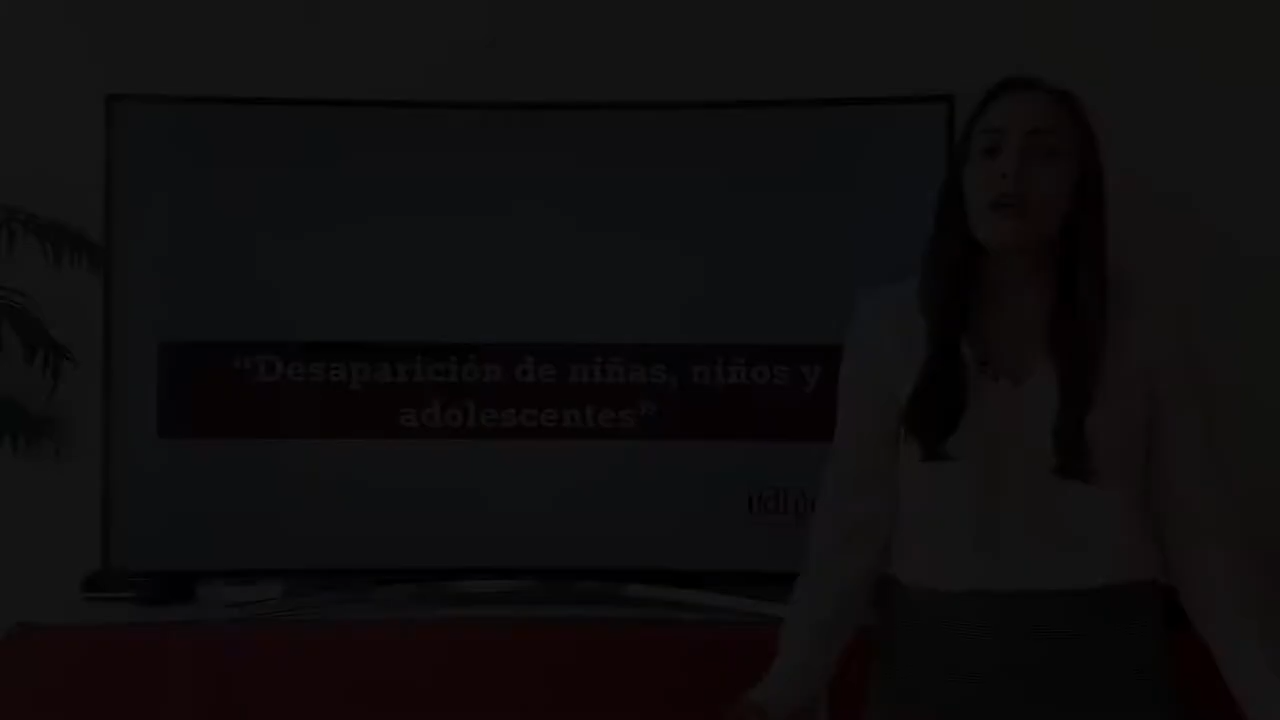 “Desaparición de niñas, niños y
adolescentes”